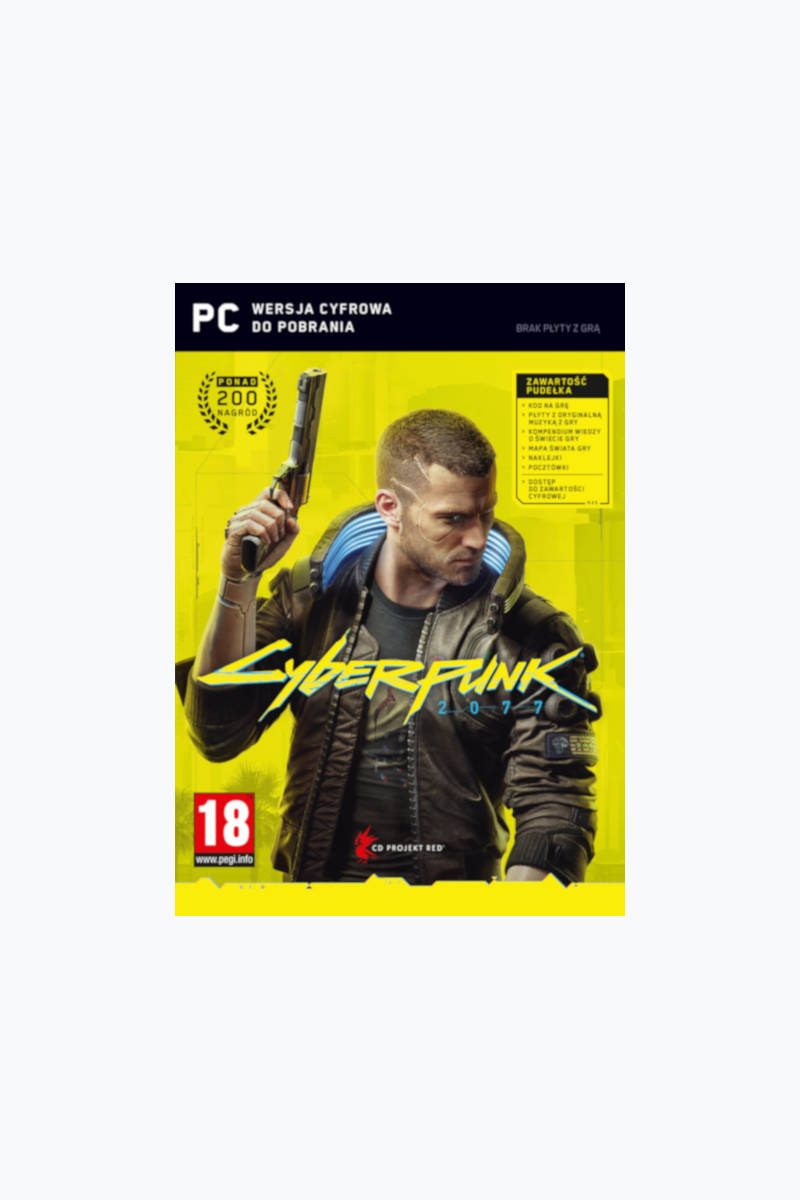 PC
WERSJA CYFROWA
DO POBRANIA
BRAK PŁYTY Z GRĄ
PONAD
200
NAGRÓD
ZAWARTOŚĆ
PUDEŁKA
> KOD NA GRĘ
> PŁYTY Z ORYGINALNĄ
MUZYKĄ Z GRY
> KOMPENDIUM WIEDZY
O ŚWIECIE GRY
> MAPA ŚWIATA GRY
> NAKLEJKI
> POCZTÓWKI
> DOSTĘP
DO ZAWARTOŚCI
CYFROWEJ
CYBERPUNK
2077
18
www.pegi.info
CD PROJEKT RED®